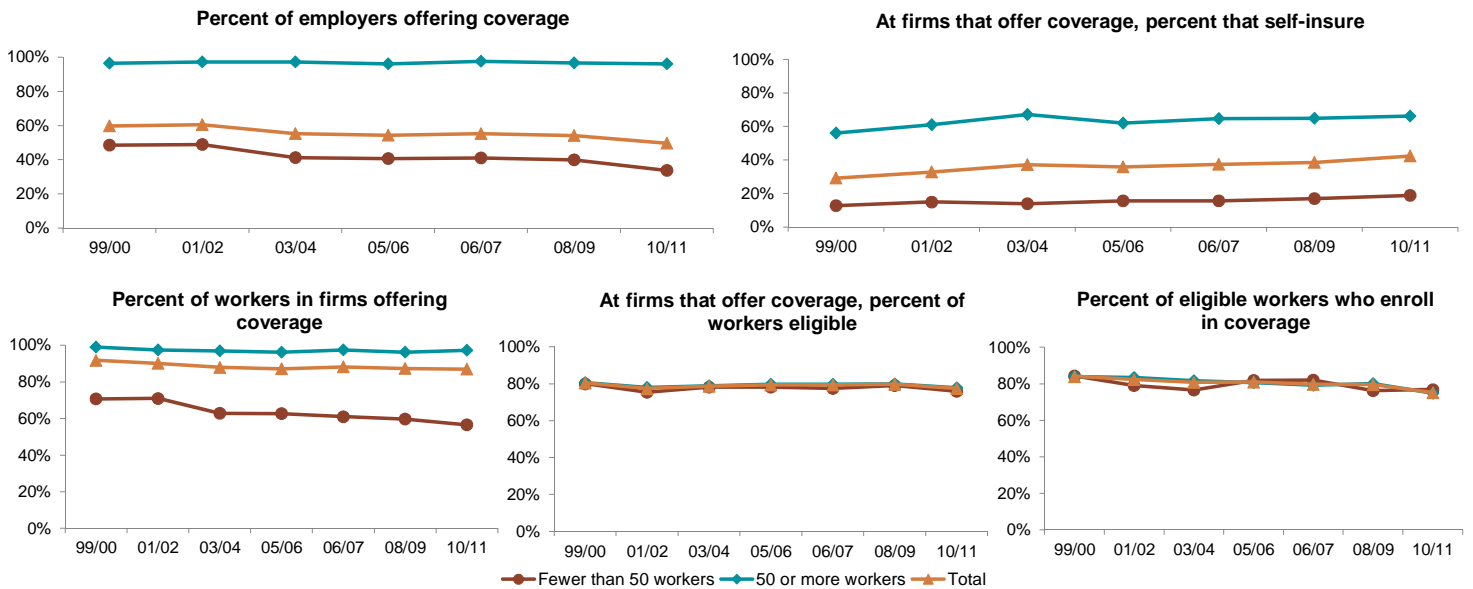 Percent of employers offering coverage
100%
80%
60%
40%
20%
0%
99/00 01/02 03/04 05/06 06/07 08/09 10/11
At firms that offer coverage, percent that self-insure
100%
80%
60%
40%
20%
0%
99/00 01/02 03/04 05/06 06/07 08/09 10/11
Percent of workers in firms offering
coverage
100%
80%
60%
40%
20%
0%
99/00 01/02 03/04 05/06 06/07 08/09 10/11
At firms that offer coverage, percent of
workers eligible
100%
80%
60%
40%
20%
0%
99/00 01/02 03/04 05/06 06/07 08/09 10/11
Percent of eligible workers who enroll
in coverage
100%
80%
60%
40%
20%
0%
99/00 01/02 03/04 05/06 06/07 08/09 10/11
Fewer than 50 workers 50 or more workers Total